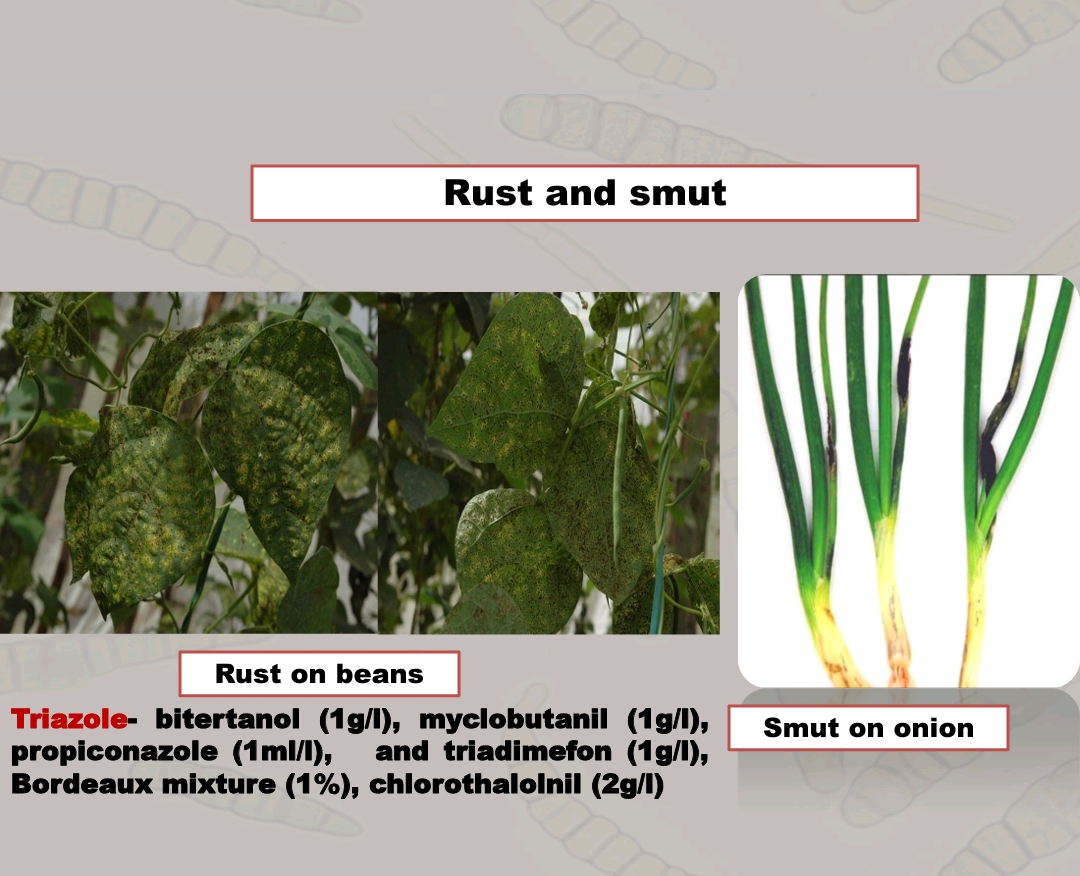 Rust and smut
Rust on beans
Triazole- bitertanol (1g/l), myclobutanil (1g/l),
propiconazole (1ml/l), and triadimefon (1g/l),
Bordeaux mixture (1%), chlorothalolnil (2g/l)
Smut on onion